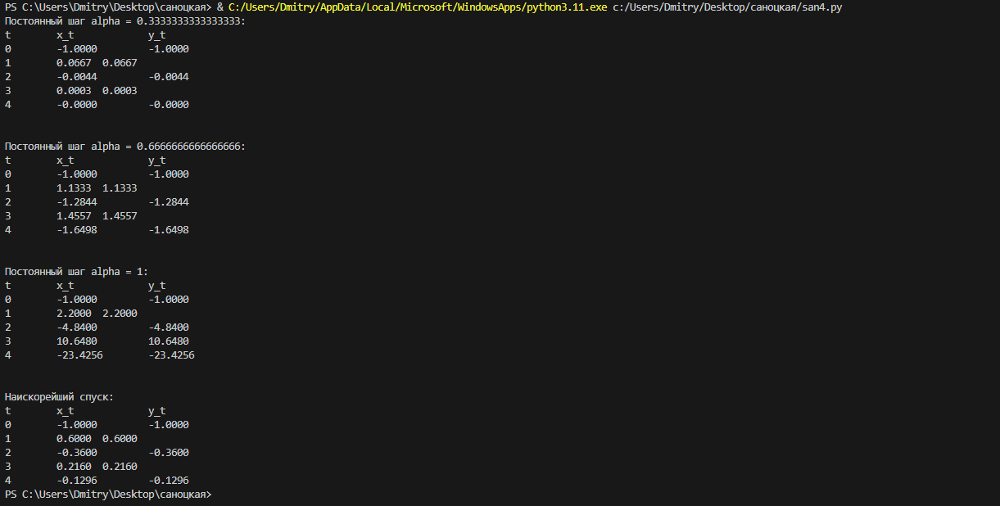 PS C:\Users\Dmitry\Desktop\саноцкая> & C:/Users/Dmitry/AppData/Local/Microsoft/WindowsApps/python3.11.exe c:/Users/Dmitry/Desktop/саноцкая/san4.py
Постоянный шаг alpha = 0.3333333333333333:
t x_t y_t
0 -1.0000 -1.0000
1 0.0667 0.0667
2 -0.0044 -0.0044
3 0.0003 0.0003
4 -0.0000 -0.0000
Постоянный шаг alpha = 0.6666666666666666:
t x_t y_t
0 -1.0000 -1.0000
1 1.1333 1.1333
2 -1.2844 -1.2844
3 1.4557 1.4557
4 -1.6498 -1.6498
Постоянный шаг alpha = 1:
t x_t y_t
0 -1.0000 -1.0000
1 2.2000 2.2000
2 -4.8400 -4.8400
3 10.6480 10.6480
4 -23.4256 -23.4256
Наискорейший спуск:
t x_t y_t
0 -1.0000 -1.0000
1 0.6000 0.6000
2 -0.3600 -0.3600
3 0.2160 0.2160
4 -0.1296 -0.1296
PS C:\Users\Dmitry\Desktop\саноцкая>